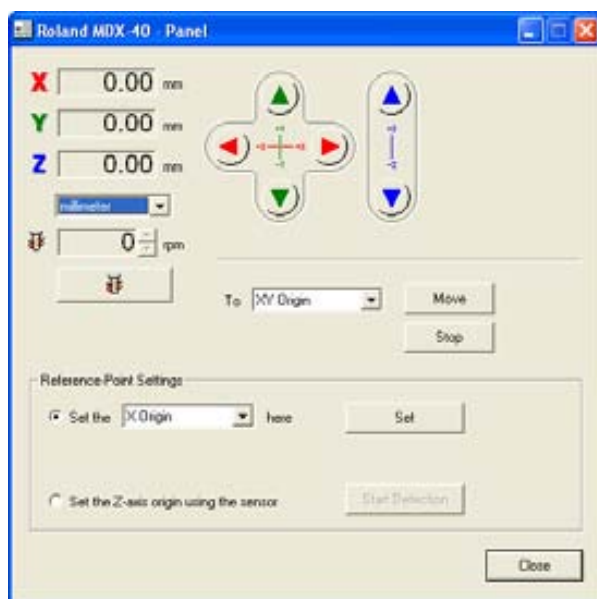 Roland MDX-40 - Panel
X 0.00 mm
Y 0.00 mm
Z 0.00 mm
millimeter
0 rpm
To XY Origin Move
Stop
Reference-Point Settings
Set the X Origin here Set
Set the Z-axis origin using the sensor Start Detection
Close